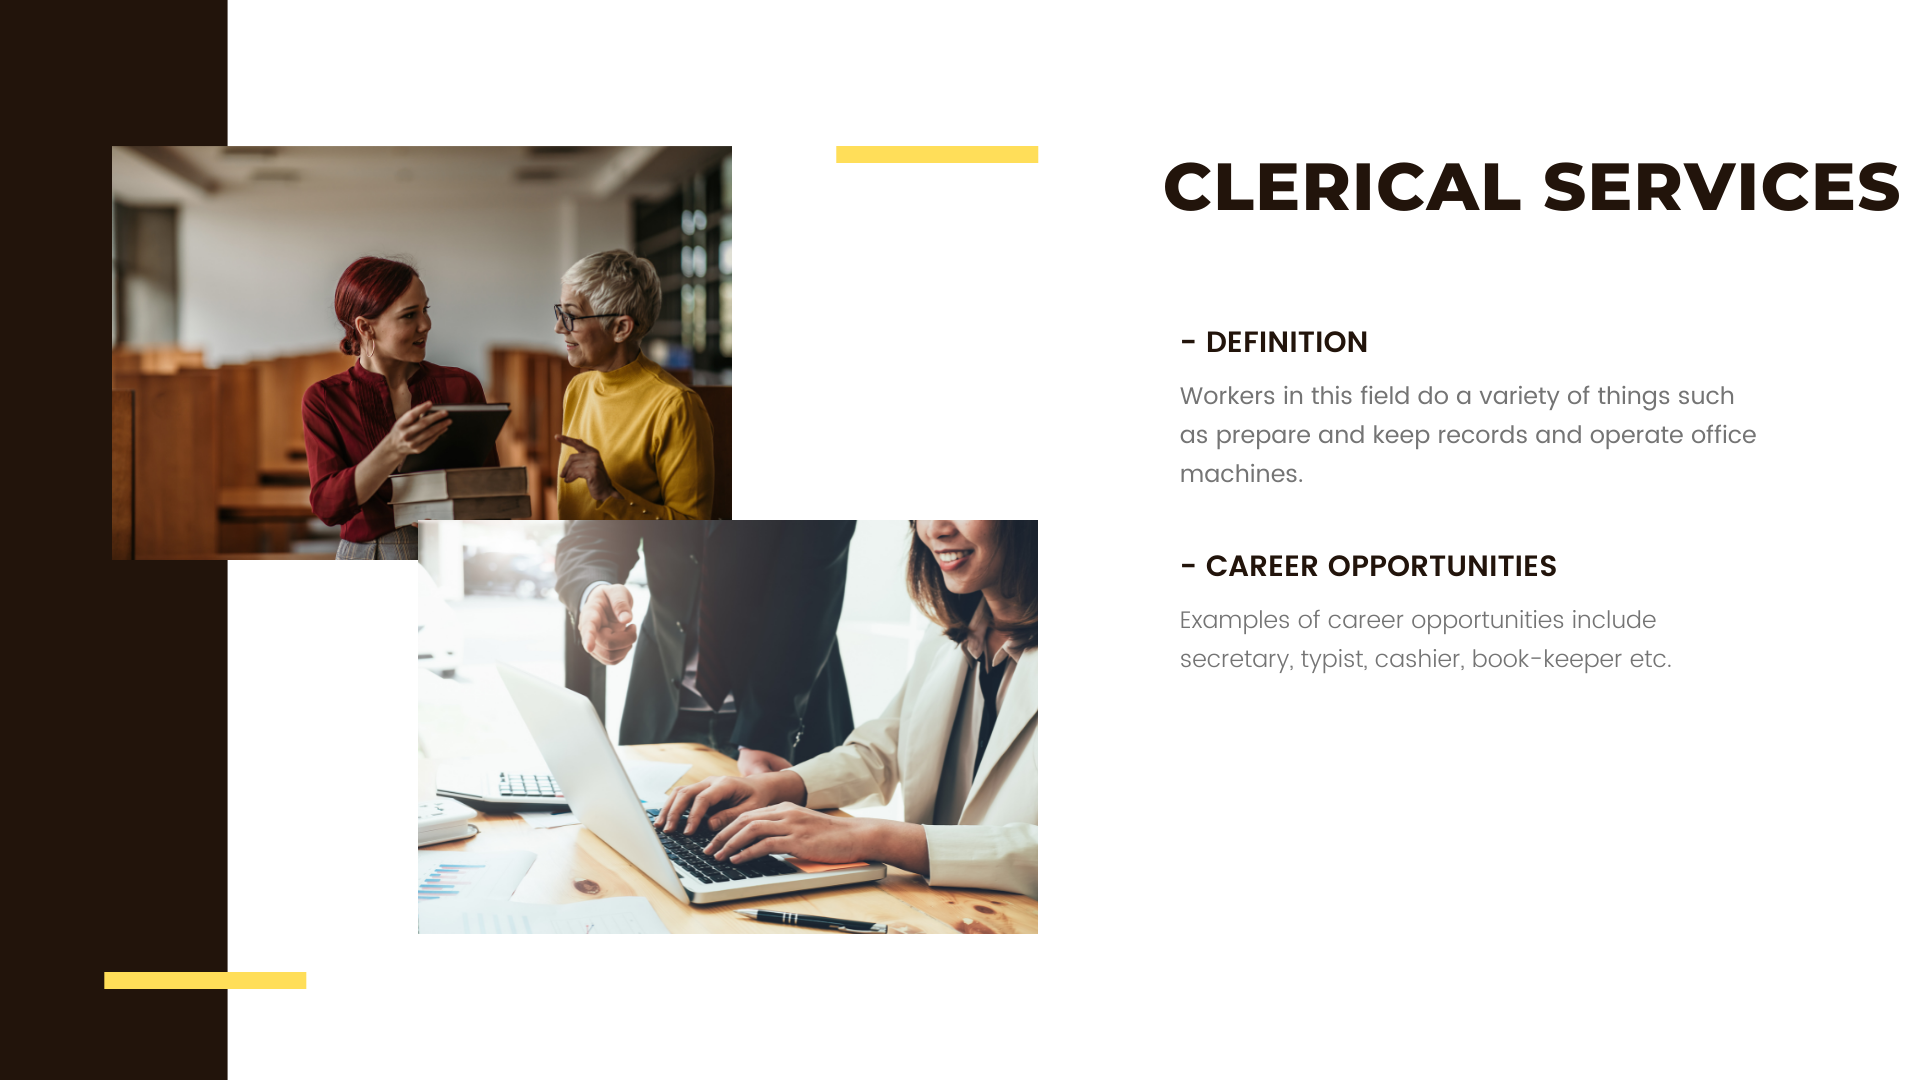 CLERICAL SERVICES
- DEFINITION
Workers in this field do a variety of things such
as prepare and keep records and operate office
machines.
- CAREER OPPORTUNITIES
Examples of career opportunities include
secretary, typist, cashier, book-keeper etc.